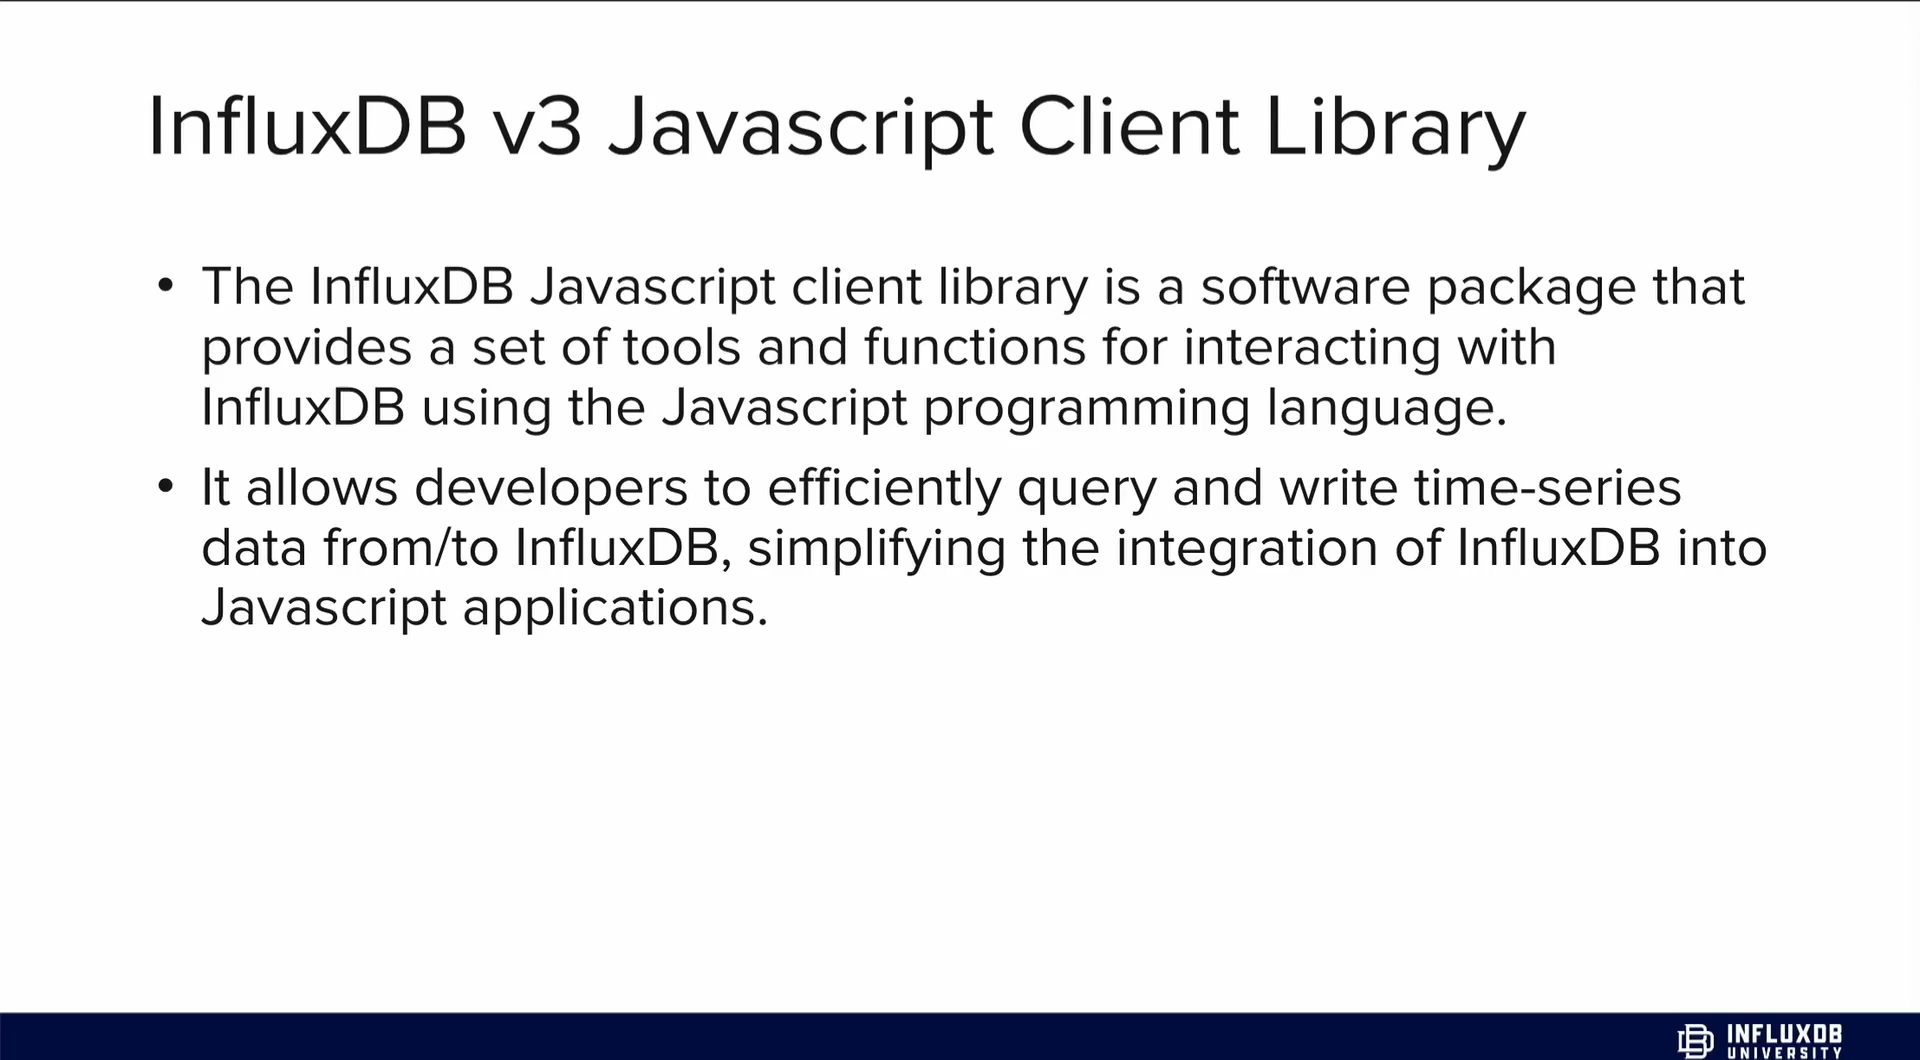 InfluxDB v3 Javascript Client Library
• The InfluxDB Javascript client library is a software package that
provides a set of tools and functions for interacting with
InfluxDB using the Javascript programming language.
• It allows developers to efficiently query and write time-series
data from/to InfluxDB, simplifying the integration of InfluxDB into
Javascript applications.
INFLUXDB
UNIVERSITY